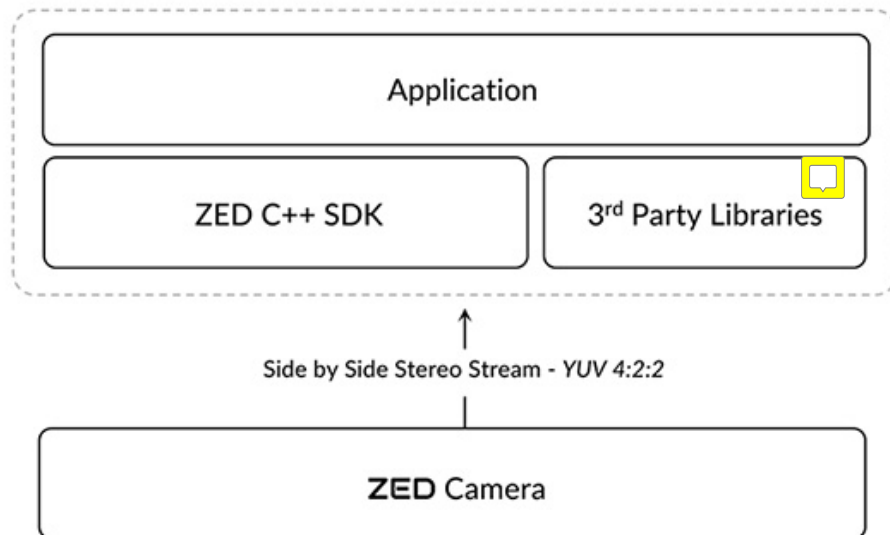 Application
ZED C++ SDK
3rd Party Libraries
Side by Side Stereo Stream - YUV 4:2:2
ZED Camera